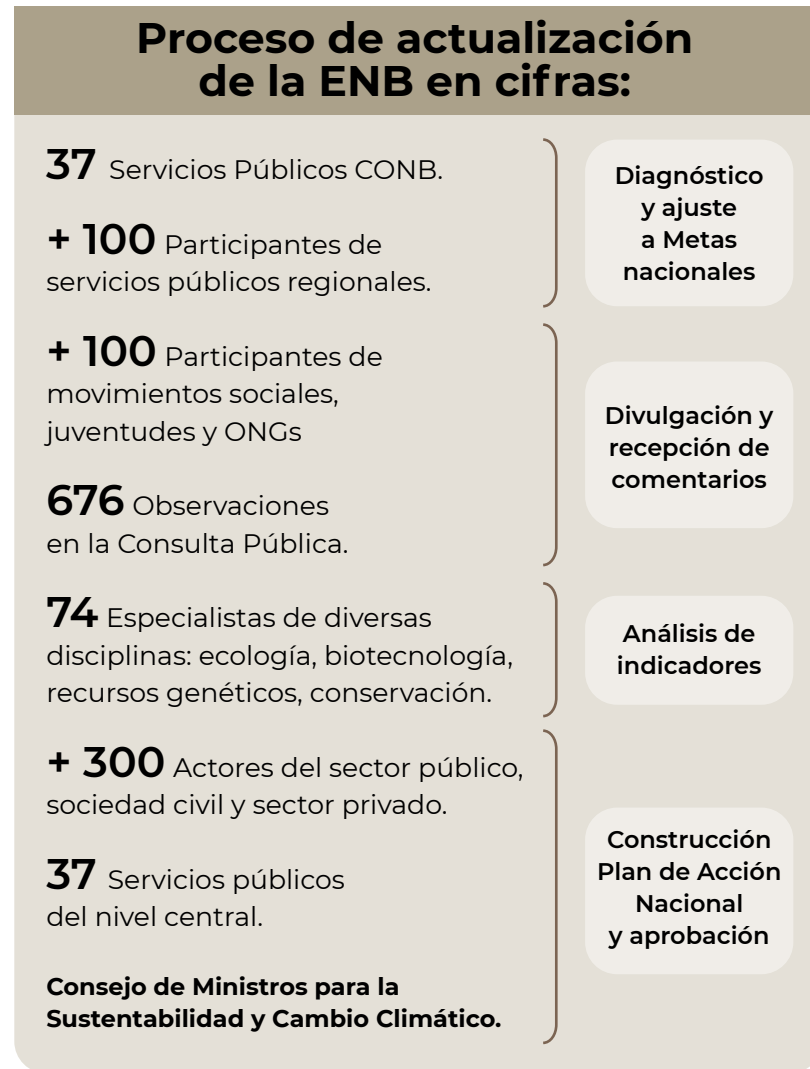 Proceso de actualización
de la ENB en cifras:
37 Servicios Públicos CONB.
+ 100 Participantes de
servicios públicos regionales.
Diagnóstico
y ajuste
a Metas
nacionales
+ 100 Participantes de
movimientos sociales,
juventudes y ONGs
676 Observaciones
en la Consulta Pública.
Divulgación y
recepción de
comentarios
74 Especialistas de diversas
disciplinas: ecología, biotecnología,
recursos genéticos, conservación.
Análisis de
indicadores
+ 300 Actores del sector público,
sociedad civil y sector privado.
37 Servicios públicos
del nivel central.
Consejo de Ministros para la
Sustentabilidad y Cambio Climático.
Construcción
Plan de Acción
Nacional
y aprobación